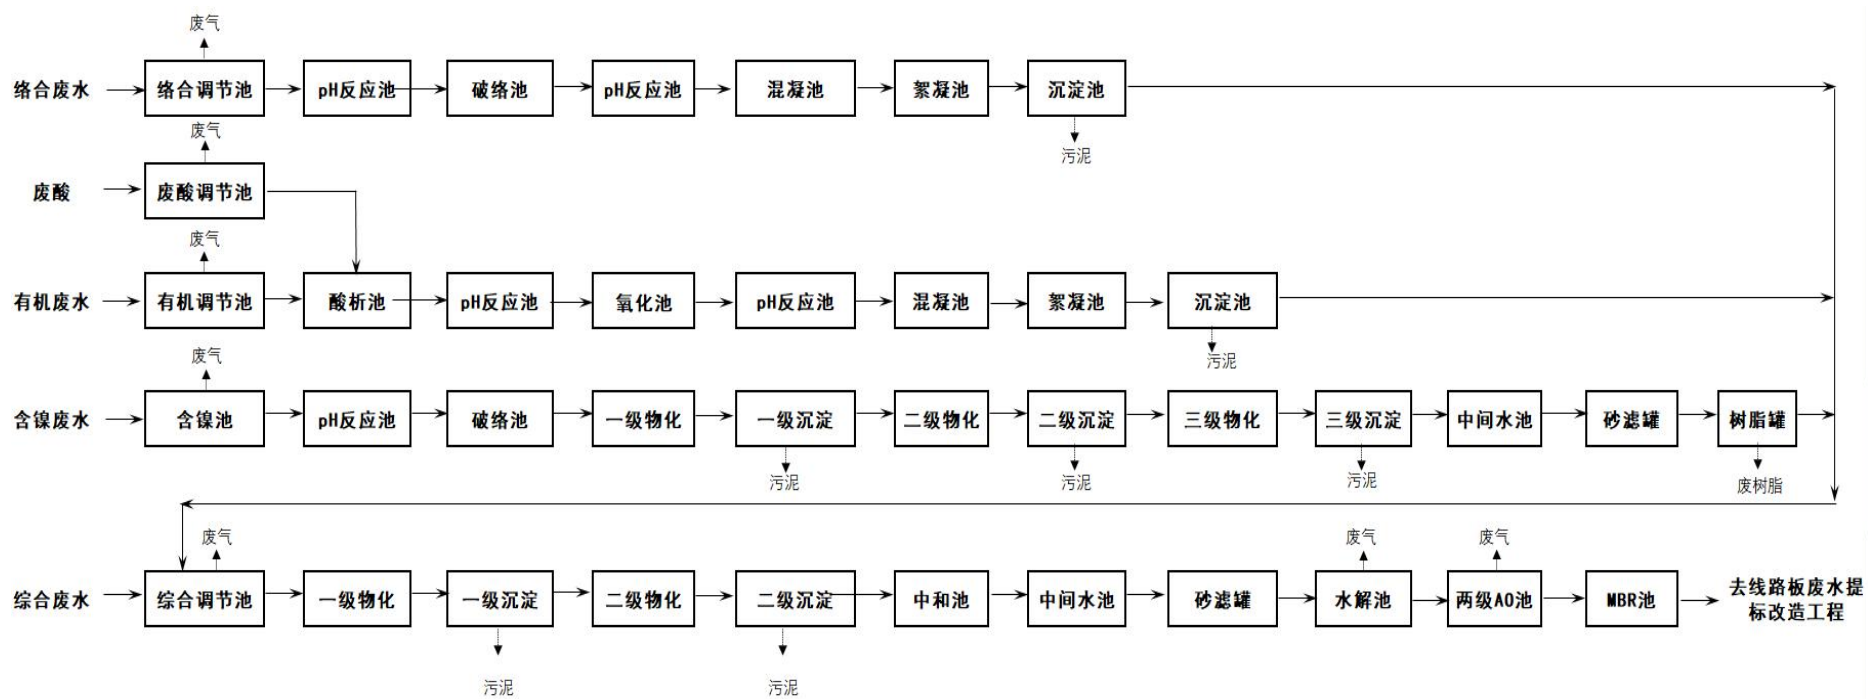 废气
络合废水
络合调节池
pH反应池
破络池
pH反应池
混凝池
絮凝池
沉淀池
污泥
废气
废酸
废酸调节池
废气
有机废水
有机调节池
酸析池
pH反应池
氧化池
pH反应池
混凝池
絮凝池
沉淀池
污泥
废气
含镍废水
含镍池
pH反应池
破络池
一级物化
一级沉淀
二级物化
二级沉淀
三级物化
三级沉淀
中间水池
砂滤罐
树脂罐
污泥
污泥
污泥
废树脂
废气
废气
废气
综合废水
综合调节池
一级物化
一级沉淀
二级物化
二级沉淀
中和池
中间水池
砂滤罐
水解池
两级AO池
MBR池
去线路板废水提
标改造工程
污泥
污泥